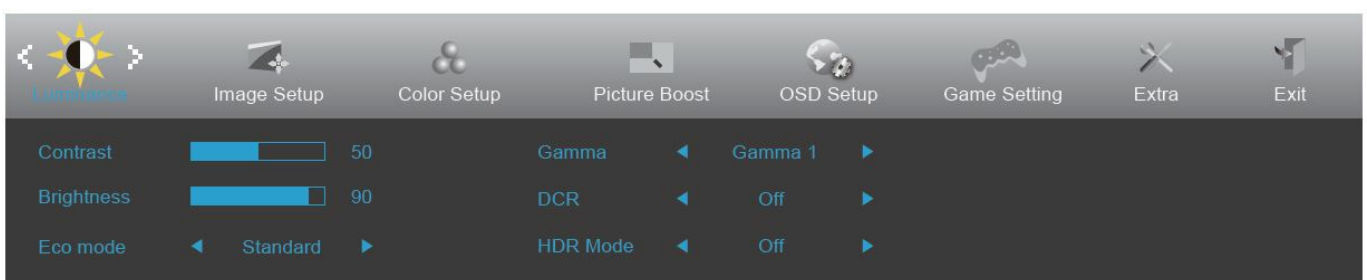 Luminance Image Setup Color Setup Picture Boost OSD Setup Game Setting Extra Exit
Contrast 50 Gamma Gamma 1
Brightness 90 DCR Off
Eco mode Standard HDR Mode Off